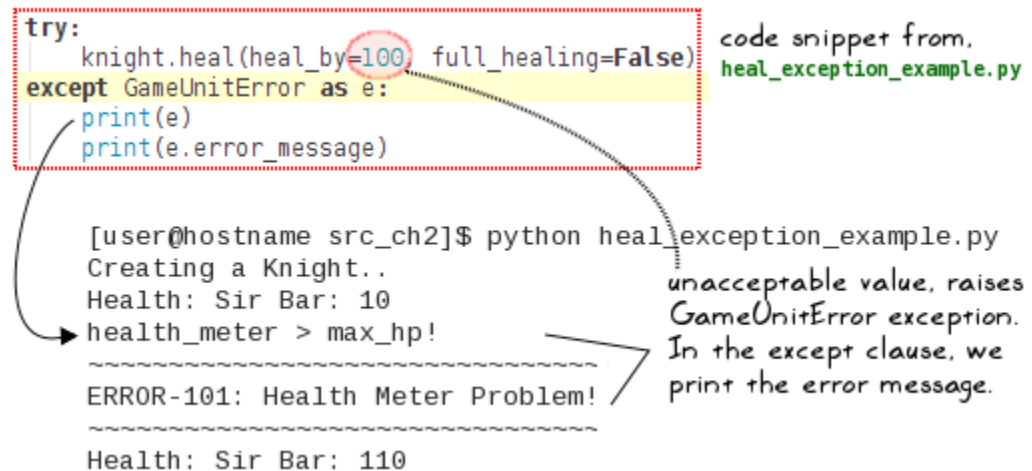 try:
    knight.heal(heal_by=100, full_healing=False)
except GameUnitError as e:
    print(e)
    print(e.error_message)
code snippet from,
heal_exception_example.py
[user@hostname src_ch2]$ python heal_exception_example.py
Creating a Knight..
Health: Sir Bar: 10
health_meter > max_hp!
~~~~~~~~~~~~~~~~~~~~~~~~~~~~~~~~
ERROR-101: Health Meter Problem!
~~~~~~~~~~~~~~~~~~~~~~~~~~~~~~~~
Health: Sir Bar: 110
unacceptable value, raises
GameUnitError exception.
In the except clause, we
print the error message.